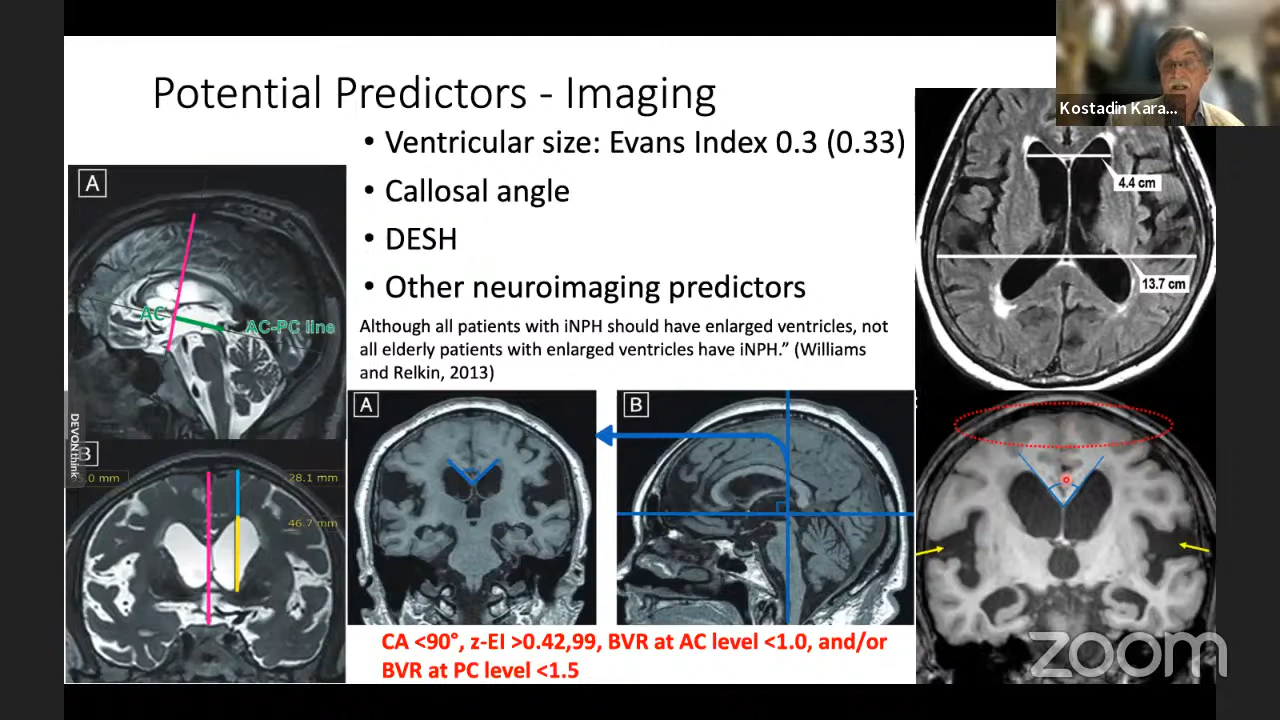 Kostadin Kara...
Potential Predictors - Imaging
• Ventricular size: Evans Index 0.3 (0.33)
• Callosal angle
• DESH
• Other neuroimaging predictors
Although all patients with iNPH should have enlarged ventricles, not
all elderly patients with enlarged ventricles have iNPH.” (Williams
and Relkin, 2013)
A
AC
AC-PC line
DEVONthink
B
28.1 mm
46.7 mm
A
B
4.4 cm
13.7 cm
CA <90°, z-EI >0.42,99, BVR at AC level <1.0, and/or
BVR at PC level <1.5
zoom